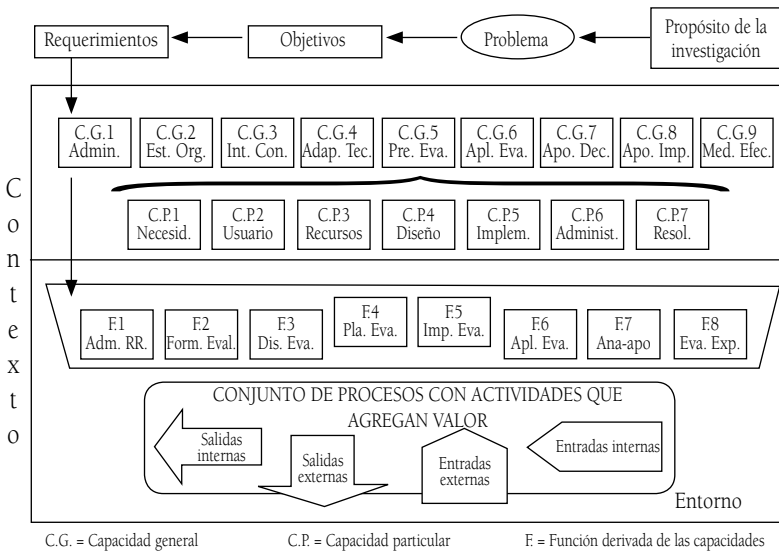 Requerimientos
Objetivos
Problema
Propósito de la
investigación
Contexto
C.G.1
Admin.
C.G.2
Est. Org.
C.G.3
Int. Con.
C.G.4
Adap. Tec.
C.G.5
Pre. Eva.
C.G.6
Apl. Eva.
C.G.7
Apo. Dec.
C.G.8
Apo. Imp.
C.G.9
Med. Efec.
C.P.1
Necesid.
C.P.2
Usuario
C.P.3
Recursos
C.P.4
Diseño
C.P.5
Implem.
C.P.6
Administ.
C.P.7
Resol.
F.1
Adm. RR.
F.2
Form. Eval.
F.3
Dis. Eva.
F.4
Pla. Eva.
F.5
Imp. Eva.
F.6
Apl. Eva.
F.7
Ana-apo
F.8
Eva. Exp.
CONJUNTO DE PROCESOS CON ACTIVIDADES QUE
AGREGAN VALOR
Salidas
internas
Salidas
externas
Entradas
externas
Entradas internas
Entorno
C.G. = Capacidad general
C.P. = Capacidad particular
F. = Función derivada de las capacidades